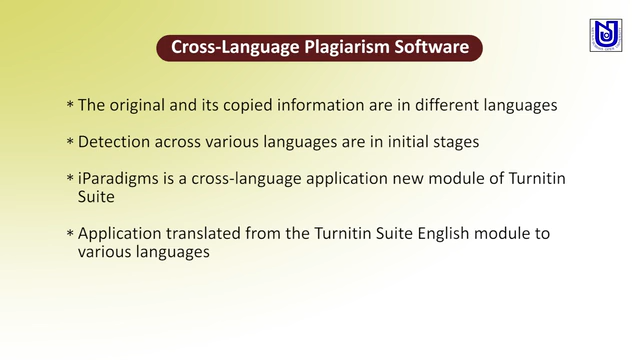 Cross-Language Plagiarism Software
* The original and its copied information are in different languages
* Detection across various languages are in initial stages
* iParadigms is a cross-language application new module of Turnitin
Suite
* Application translated from the Turnitin Suite English module to
various languages